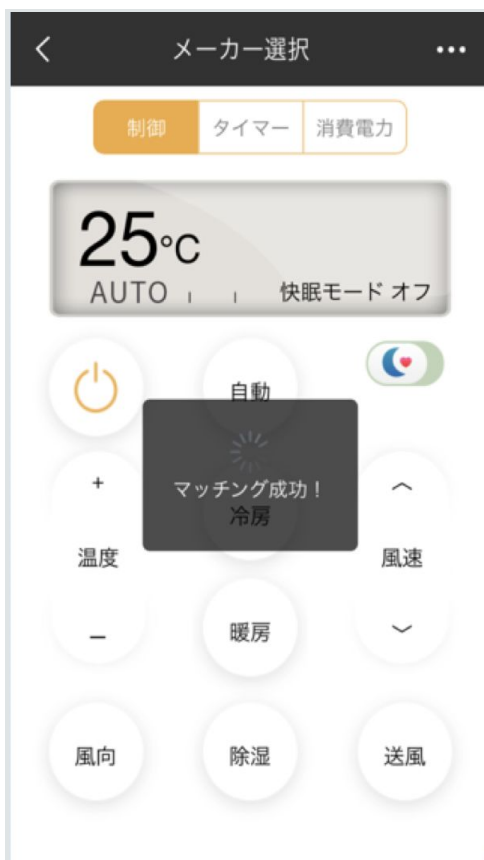 メーカー選択
制御 タイマー 消費電力
25°C
AUTO 快眠モード オフ
自動
マッチング成功！
冷房
+
温度
−
風速
暖房
風向 除湿 送風